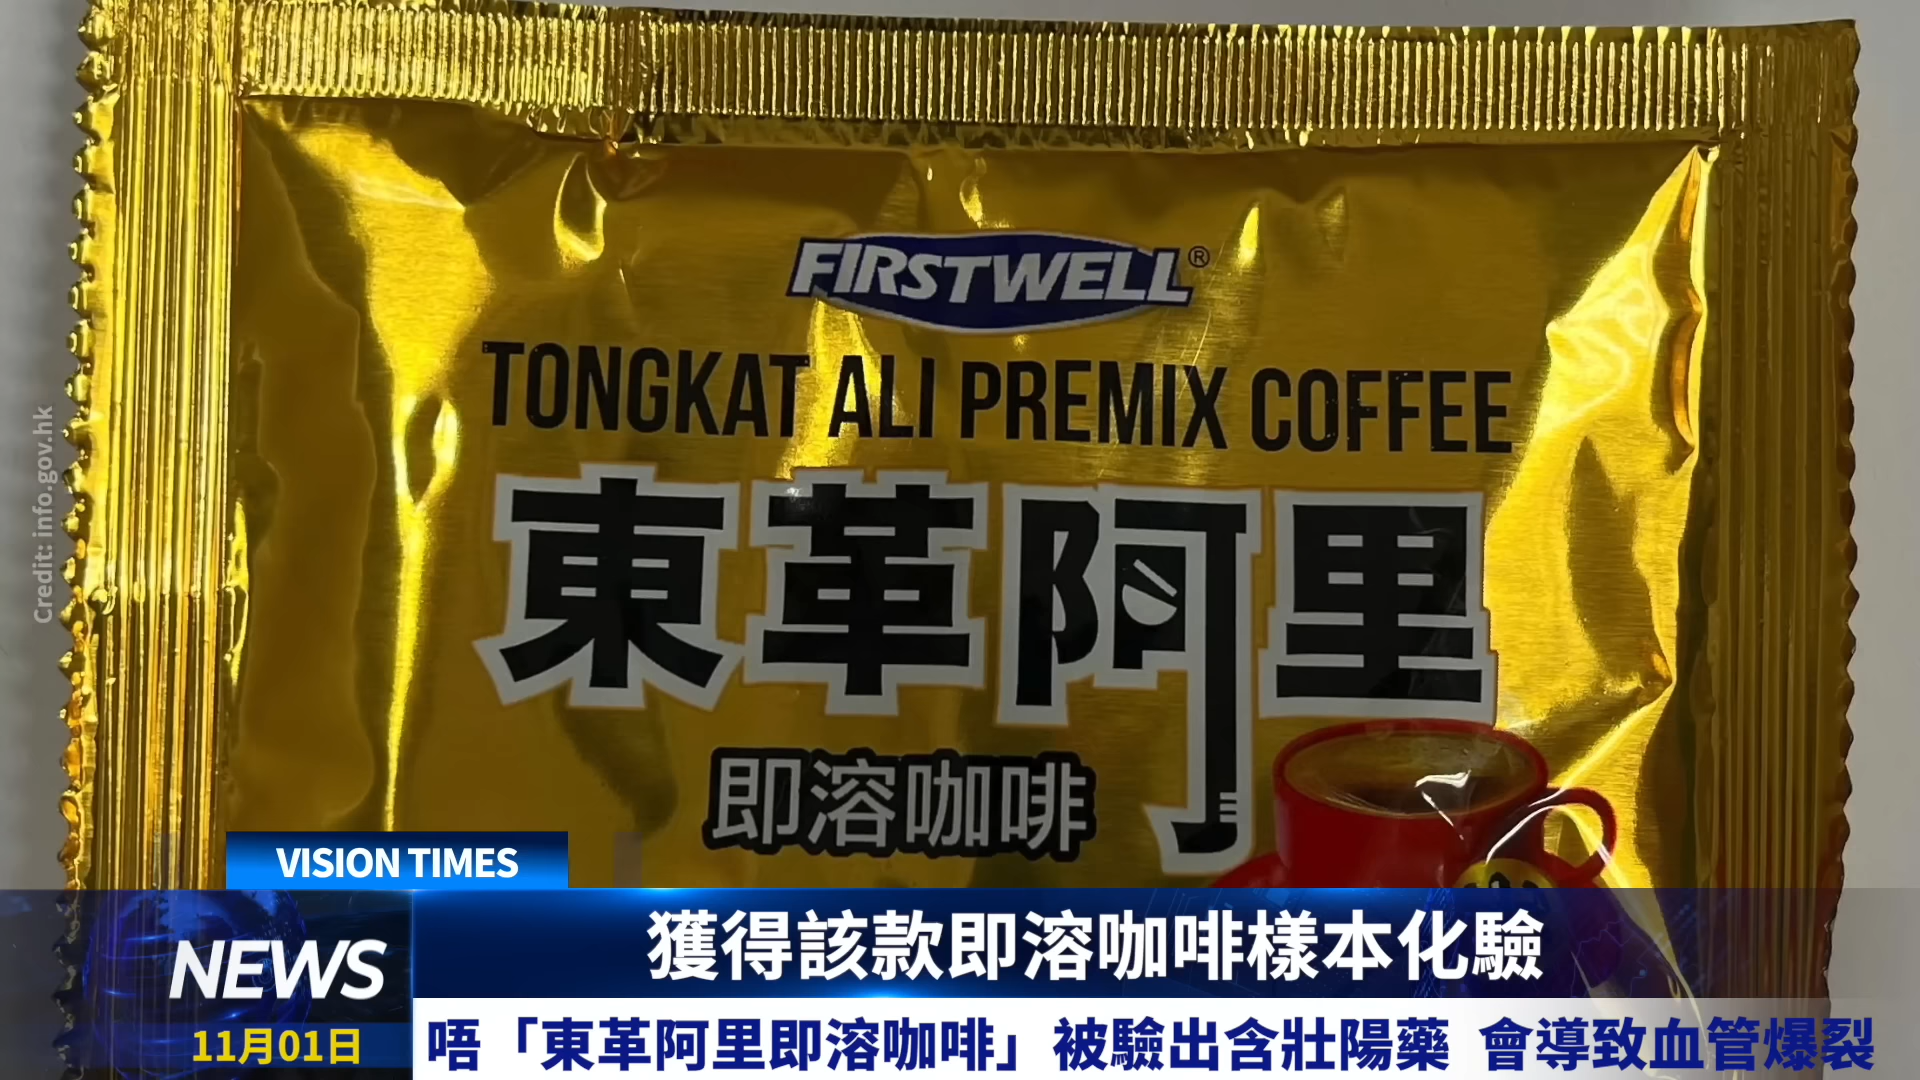 FIRSTWELL®
TONGKAT ALI PREMIX COFFEE
東革阿里
即溶咖啡
Credit: info.gov.hk
VISION TIMES
NEWS
獲得該款即溶咖啡樣本化驗
11月01日
唔「東革阿里即溶咖啡」被驗出含壯陽藥 會導致血管爆裂